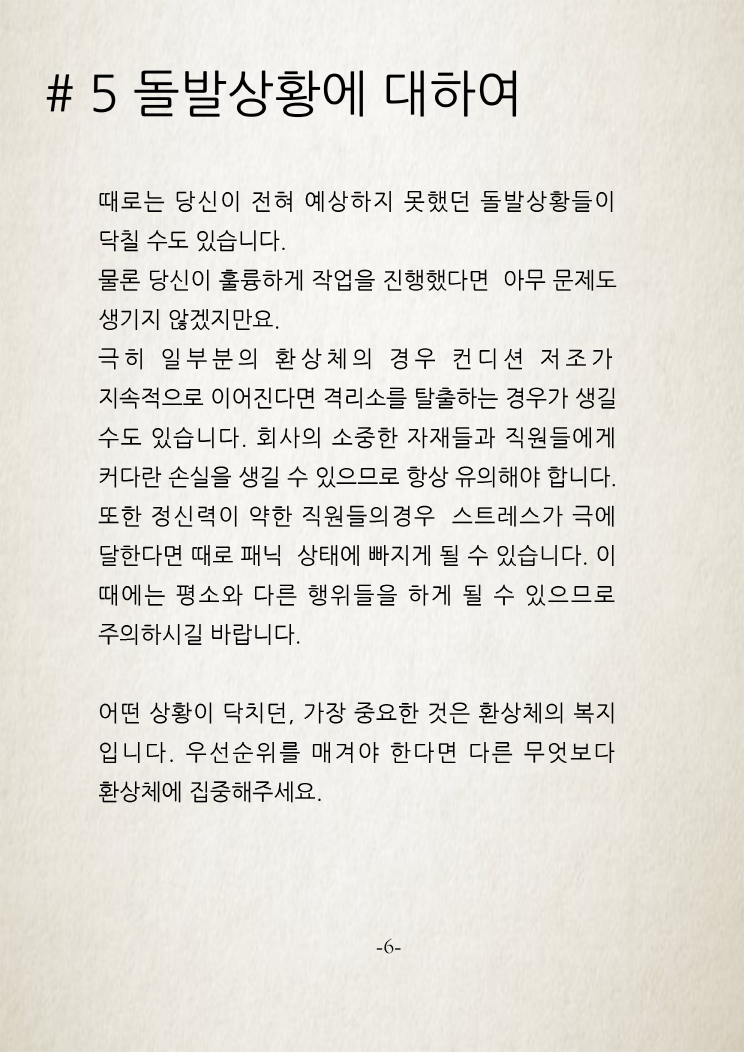 # 5 돌발상황에 대하여
때로는 당신이 전혀 예상하지 못했던 돌발상황들이
닥칠 수도 있습니다.
물론 당신이 훌륭하게 작업을 진행했다면  아무 문제도
생기지 않겠지만요.
극히 일부분의 환상체의 경우 컨디션 저조가
지속적으로 이어진다면 격리소를 탈출하는 경우가 생길
수도 있습니다. 회사의 소중한 자재들과 직원들에게
커다란 손실을 생길 수 있으므로 항상 유의해야 합니다.
또한 정신력이 약한 직원들의경우  스트레스가 극에
달한다면 때로 패닉  상태에 빠지게 될 수 있습니다. 이
때에는 평소와 다른 행위들을 하게 될 수 있으므로
주의하시길 바랍니다.
어떤 상황이 닥치던, 가장 중요한 것은 환상체의 복지
입니다. 우선순위를 매겨야 한다면 다른 무엇보다
환상체에 집중해주세요.
-6-